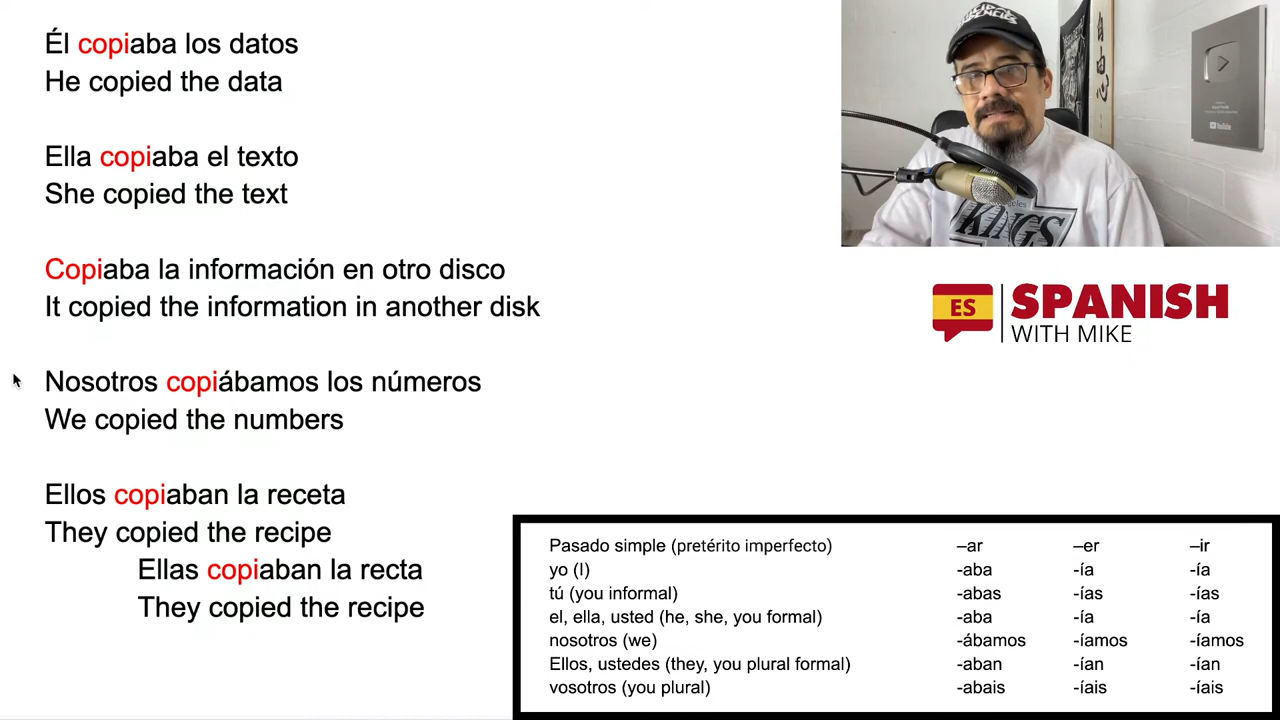 Él copiaba los datos
He copied the data
Ella copiaba el texto
She copied the text
Copiaba la información en otro disco
It copied the information in another disk
Nosotros copiábamos los números
We copied the numbers
Ellos copiaban la receta
They copied the recipe
Ellas copiaban la recta
They copied the recipe
KINGS
YouTube
自由自心
ES SPANISH
WITH MIKE
Pasado simple (pretérito imperfecto) –ar –er –ir
yo (I) -aba -ía -ía
tú (you informal) -abas -ías -ías
el, ella, usted (he, she, you formal) -aba -ía -ía
nosotros (we) -ábamos -íamos -íamos
Ellos, ustedes (they, you plural formal) -aban -ían -ían
vosotros (you plural) -abais -íais -íais